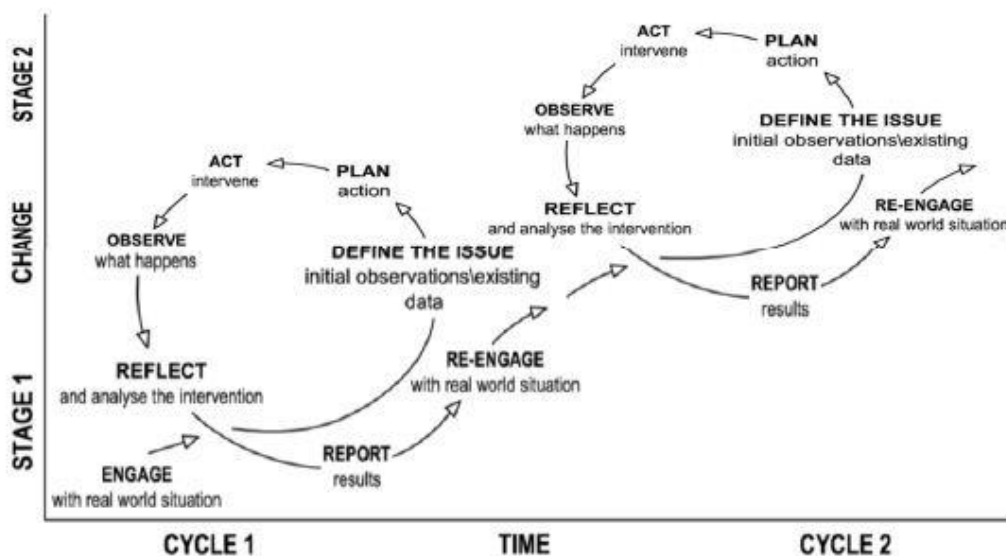 STAGE 2
CHANGE
STAGE 1
ACT
intervene
PLAN
action
OBSERVE
what happens
DEFINE THE ISSUE
initial observations\existing
data
REFLECT
and analyse the intervention
ENGAGE
with real world situation
REPORT
results
RE-ENGAGE
with real world situation
ACT
intervene
PLAN
action
OBSERVE
what happens
DEFINE THE ISSUE
initial observations\existing
data
REFLECT
and analyse the intervention
REPORT
results
RE-ENGAGE
with real world situation
CYCLE 1
TIME
CYCLE 2